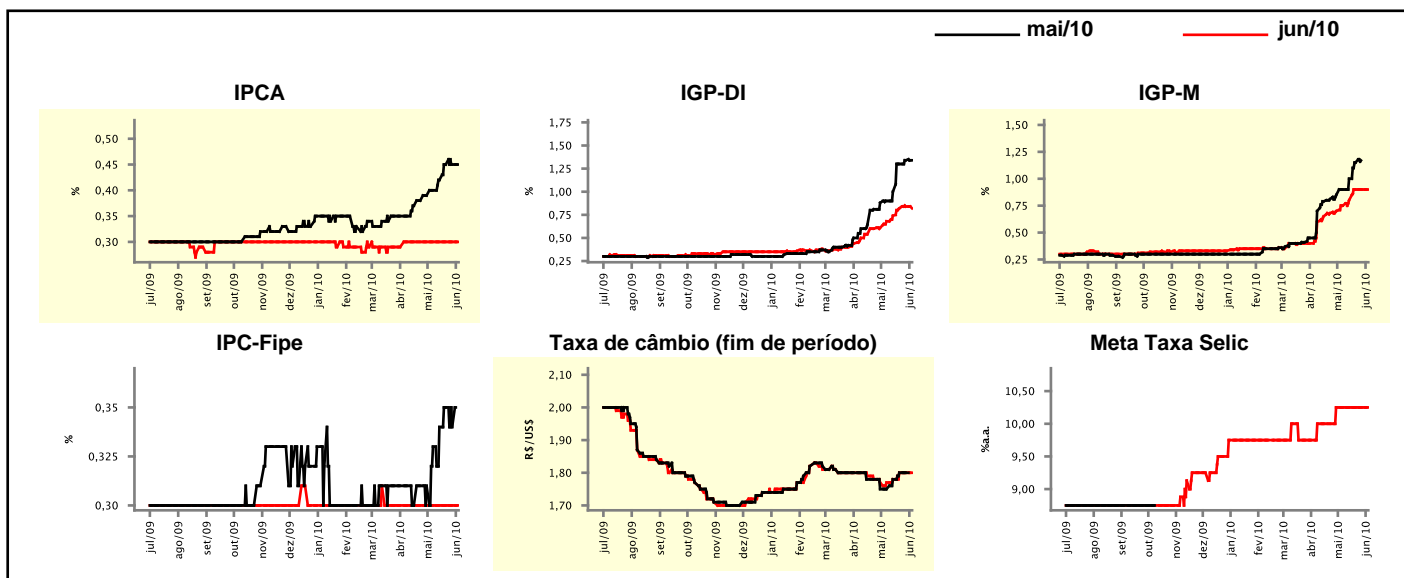 mai/10 jun/10
IPCA
0,50
0,45
0,40
0,35
0,30
%
jul/09 ago/09 set/09 out/09 nov/09 dez/09 jan/10 fev/10 mar/10 abr/10 mai/10 jun/10
IGP-DI
1,75
1,50
1,25
1,00
0,75
0,50
0,25
%
jul/09 ago/09 set/09 out/09 nov/09 dez/09 jan/10 fev/10 mar/10 abr/10 mai/10 jun/10
IGP-M
1,50
1,25
1,00
0,75
0,50
0,25
%
jul/09 ago/09 set/09 out/09 nov/09 dez/09 jan/10 fev/10 mar/10 abr/10 mai/10 jun/10
IPC-Fipe
0,35
0,325
0,30
%
jul/09 ago/09 set/09 out/09 nov/09 dez/09 jan/10 fev/10 mar/10 abr/10 mai/10 jun/10
Taxa de câmbio (fim de período)
2,10
2,00
1,90
1,80
1,70
R$/US$
jul/09 ago/09 set/09 out/09 nov/09 dez/09 jan/10 fev/10 mar/10 abr/10 mai/10 jun/10
Meta Taxa Selic
10,50
10,00
9,50
9,00
%a.a.
jul/09 ago/09 set/09 out/09 nov/09 dez/09 jan/10 fev/10 mar/10 abr/10 mai/10 jun/10